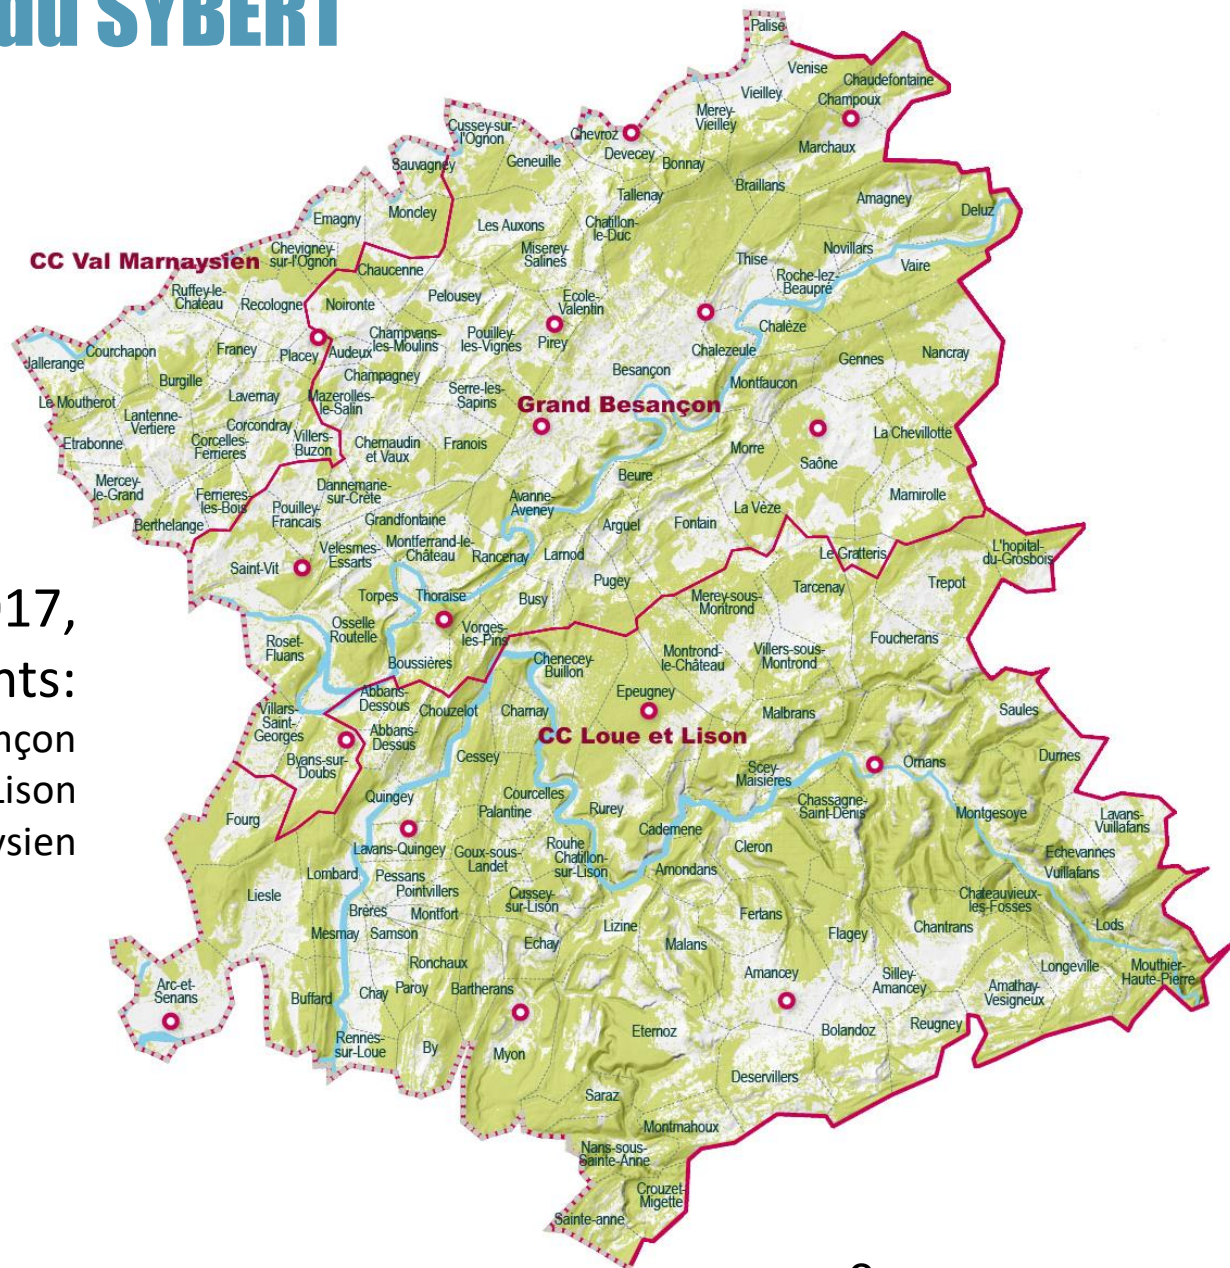 du SYBERT
Palise
Venise
Chaudefontaine
Vieilley
Champoux
Merey-
Vieilley
Cussey-sur-
l'Ognon
Chevroz
Devecey
Marchaux
Sauvagney
Geneuille
Bonnay
Braillans
Tallenay
Amagney
Deluz
Emagny
Moncley
Les Auxons
Chatillon-
le-Duc
CC Val Marnaysien
Chevigney-
sur-l'Ognon
Chaucenne
Miserey-
Salines
Thise
Novillars
Vaire
Roche-lez-
Beaupré
Ruffey-le-
Château
Recologne
Noironte
Pelousey
Ecole-
Valentin
Chalèze
Jallerange
Courchapon
Franey
Placey
Audeux
Champvans-
les-Moulins
Pouilley-
les-Vignes
Pirey
Chalezeule
Gennes
Nancray
Burgille
Champagney
Besançon
Montfaucon
Le Moutherot
Lavernay
Mazerolles-
le-Salin
Serre-les-
Sapins
Grand Besançon
Lantenne-
Vertiere
Corcondray
Etrabonne
Corcelles-
Ferrieres
Villers-
Buzon
Chemaudin
et Vaux
Franois
Morre
La Chevillotte
Saône
Mercey-
le-Grand
Ferrieres-
les-Bois
Dannemarie-
sur-Crète
Beure
Mamirolle
Pouilley-
Francais
Avanne-
Aveney
La Vèze
Berthelange
Grandfontaine
Arguel
Fontain
Velesmes-
Essarts
Montferrand-le-
Château
Rancenay
Larnod
Le Gratteris
L'hopital-
du-Grosbois
Saint-Vit
Pugey
Tarcenay
Trepot
Torpes
Thoraise
Busy
Merey-sous-
Montrond
017,
Osselle
Routelle
Vorges-
les-Pins
Foucherans
Roset-
Fluans
Boussières
Chenecey-
Buillon
Montrond-
le-Château
Villers-sous-
Montrond
nts:
Abbans-
Dessous
Epeugney
Villars-
Saint-
Georges
Chouzelot
Charnay
Malbrans
Saules
nçon
Abbans-
Dessus
CC Loue et Lison
Byans-sur-
Doubs
Cessey
Scey-
Maisières
Ornans
Durnes
Lison
Quingey
Courcelles
Palantine
Rurey
Chassagne-
Saint-Denis
Montgesoye
Lavans-
Vuillafans
Fourg
Cademene
ysien
Lavans-Quingey
Goux-sous-
Landet
Rouhe
Chatillon-
sur-Lison
Cleron
Echevannes
Vuillafans
Lombard
Pessans
Pointvillers
Amondans
Liesle
Cussey-
sur-Lison
Chateauvieux-
les-Fosses
Brères
Montfort
Fertans
Mesmay
Samson
Lizine
Flagey
Chantrans
Lods
Echay
Malans
Ronchaux
Longeville
Mouthier-
Haute-Pierre
Arc-et-
Senans
Amancey
Silley-
Amancey
Amathay-
Vesigneux
Buffard
Chay
Paroy
Bartherans
Rennes-
sur-Loue
By
Myon
Eternoz
Bolandoz
Reugney
Deservillers
Saraz
Montmahoux
Nans-sous-
Sainte-Anne
Crouzet-
Migette
Sainte-anne